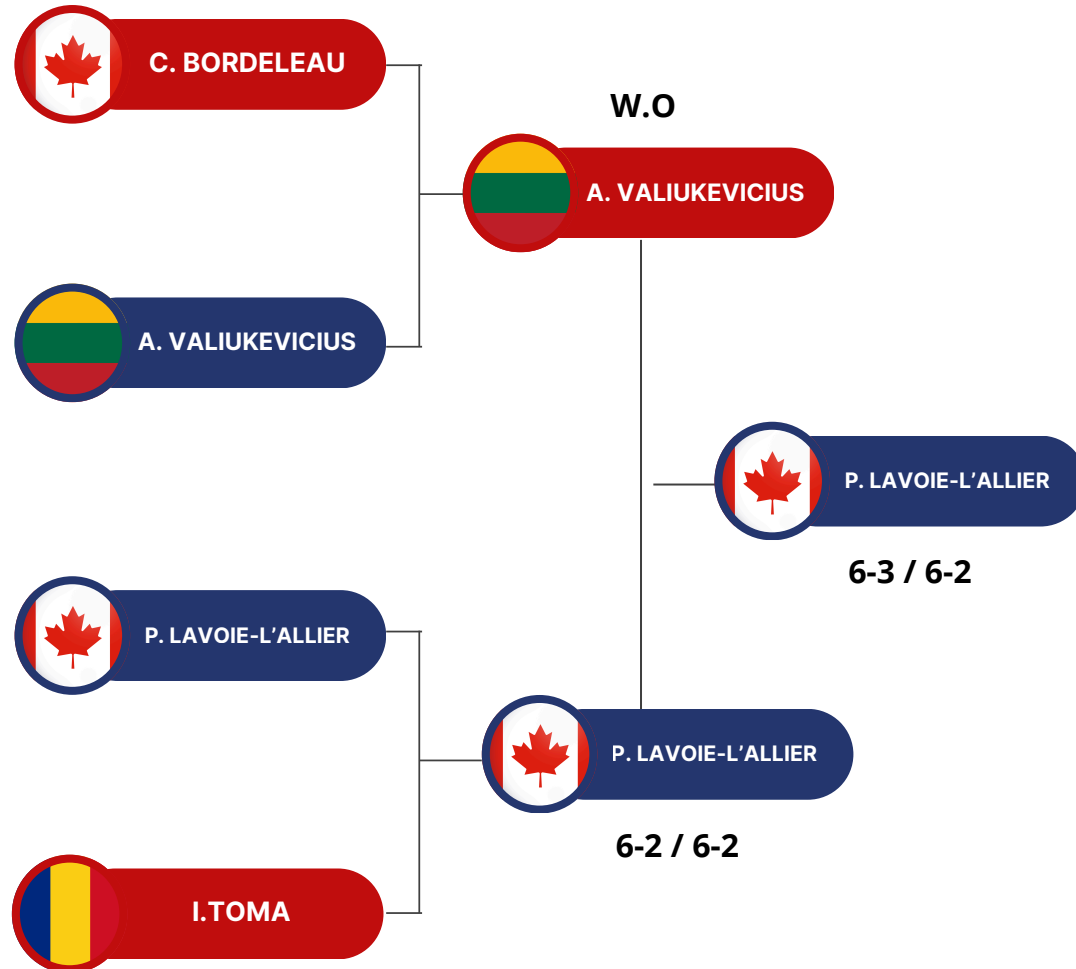 C. BORDELEAU
W.O
A. VALIUKEVICIUS
A. VALIUKEVICIUS
P. LAVOIE-L’ALLIER
6-3 / 6-2
P. LAVOIE-L’ALLIER
P. LAVOIE-L’ALLIER
6-2 / 6-2
I.TOMA